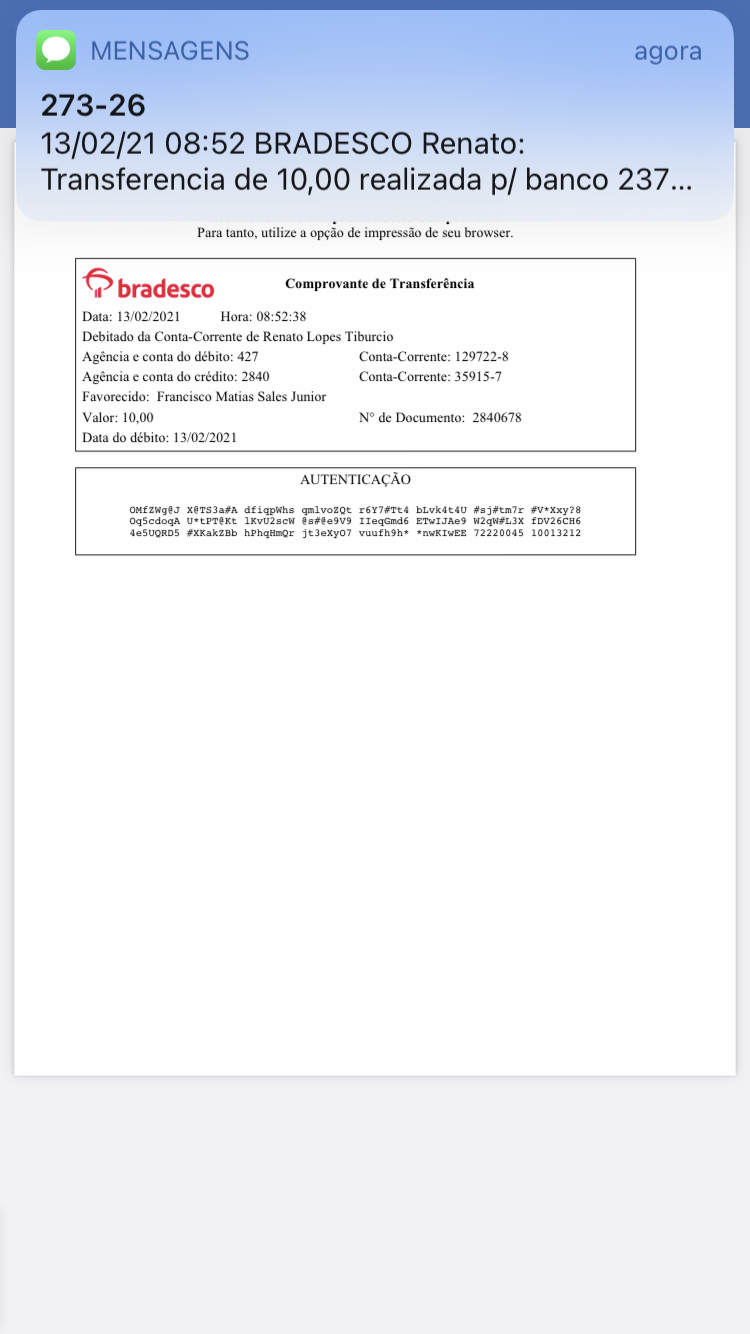 MENSAGENS agora
273-26
13/02/21 08:52 BRADESCO Renato:
Transferencia de 10,00 realizada p/ banco 237...
Para tanto, utilize a opção de impressão de seu browser.
bradesco Comprovante de Transferência
Data: 13/02/2021 Hora: 08:52:38
Debitado da Conta-Corrente de Renato Lopes Tiburcio
Agência e conta do débito: 427 Conta-Corrente: 129722-8
Agência e conta do crédito: 2840 Conta-Corrente: 35915-7
Favorecido: Francisco Matias Sales Junior
Valor: 10,00 N° de Documento: 2840678
Data do débito: 13/02/2021
AUTENTICAÇÃO
OMfZWg@J X@TS3a#A dfiqpWhs qmlvoZQt r6Y7#Tt4 bLvk4t4U #sj#tm7r #V*Xxy?8
Oq5cdoqA U*tPT@Kt lKvU2scW @s#@e9V9 IIeqGmd6 ETwIJAe9 W2qW#L3X fDV26CH6
4e5UQRD5 #XKakZBb hPhqHmQr jt3eXyO7 vuufh9h* *nwKIwEE 72220045 10013212